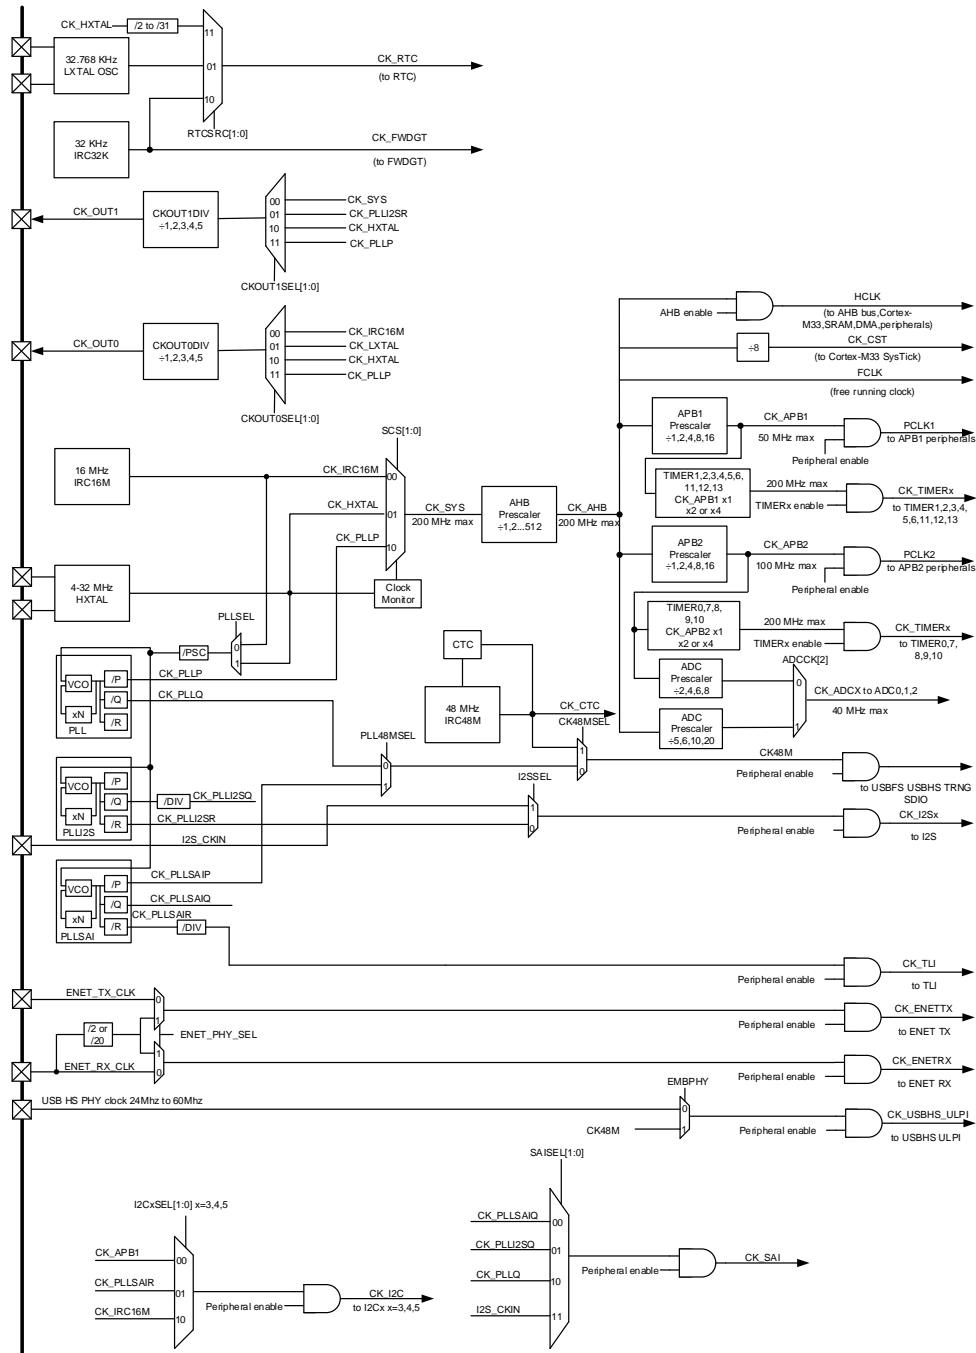 CK_HXTAL
/2 to /31
11
32.768 KHz
LXTAL OSC
01
CK_RTC
(to RTC)
10
RTCSRC[1:0]
32 KHz
IRC32K
CK_FWDGT
(to FWDGT)
CK_OUT1
CKOUT1DIV
÷1,2,3,4,5
00
CK_SYS
01
CK_PLLI2SR
10
CK_HXTAL
11
CK_PLLP
CKOUT1SEL[1:0]
CK_OUT0
CKOUT0DIV
÷1,2,3,4,5
00
CK_IRC16M
01
CK_LXTAL
10
CK_HXTAL
11
CK_PLLP
CKOUT0SEL[1:0]
AHB enable
HCLK
(to AHB bus,Cortex-
M33,SRAM,DMA,peripherals)
÷8
CK_CST
(to Cortex-M33 SysTick)
FCLK
(free running clock)
SCS[1:0]
16 MHz
IRC16M
CK_IRC16M
00
CK_HXTAL
01
CK_PLLP
10
CK_SYS
200 MHz max
AHB
Prescaler
÷1,2...512
CK_AHB
200 MHz max
APB1
Prescaler
÷1,2,4,8,16
CK_APB1
50 MHz max
Peripheral enable
PCLK1
to APB1 peripherals
TIMER1,2,3,4,5,6,
11,12,13
CK_APB1 x1
x2 or x4
200 MHz max
TIMERx enable
CK_TIMERx
to TIMER1,2,3,4,
5,6,11,12,13
APB2
Prescaler
÷1,2,4,8,16
CK_APB2
100 MHz max
Peripheral enable
PCLK2
to APB2 peripherals
4-32 MHz
HXTAL
Clock
Monitor
TIMER0,7,8,
9,10
CK_APB2 x1
x2 or x4
200 MHz max
TIMERx enable
CK_TIMERx
to TIMER0,7,
8,9,10
PLLSEL
/PSC
0
1
CTC
ADC
Prescaler
÷2,4,6,8
ADCCK[2]
0
1
CK_ADCX to ADC0,1,2
40 MHz max
ADC
Prescaler
÷5,6,10,20
VCO
xN
/P
/Q
/R
PLL
CK_PLLP
CK_PLLQ
48 MHz
IRC48M
CK_CTC
CK48MSEL
1
0
PLL48MSEL
0
1
CK48M
Peripheral enable
to USBFS USBHS TRNG
SDIO
VCO
xN
/P
/Q
/R
PLLI2S
/DIV
CK_PLLI2SQ
CK_PLLI2SR
I2SSEL
1
0
CK_I2Sx
Peripheral enable
to I2S
I2S_CKIN
VCO
xN
/P
/Q
/R
PLLSAI
CK_PLLSAIP
CK_PLLSAIQ
CK_PLLSAIR
/DIV
Peripheral enable
CK_TLI
to TLI
ENET_TX_CLK
0
1
/2 or
/20
ENET_PHY_SEL
Peripheral enable
CK_ENETTX
to ENET TX
ENET_RX_CLK
1
0
Peripheral enable
CK_ENETRX
to ENET RX
USB HS PHY clock 24Mhz to 60Mhz
EMBPHY
0
CK48M
1
Peripheral enable
CK_USBHS_ULPI
to USBHS ULPI
I2CxSEL[1:0] x=3,4,5
CK_APB1
00
CK_PLLSAIR
01
CK_IRC16M
10
Peripheral enable
CK_I2C
to I2Cx x=3,4,5
SAISEL[1:0]
CK_PLLSAIQ
00
CK_PLLI2SQ
01
CK_PLLQ
10
I2S_CKIN
11
Peripheral enable
CK_SAI